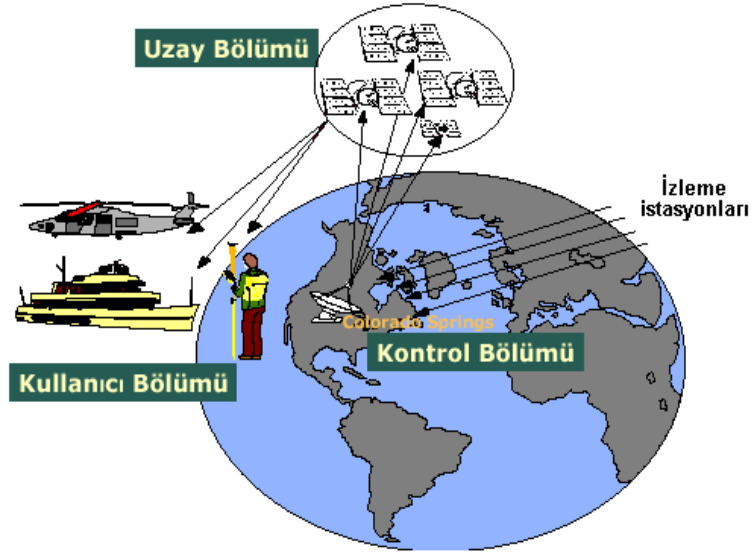 Uzay Bölümü
İzleme
istasyonları
Colorado Springs
Kontrol Bölümü
Kullanıcı Bölümü